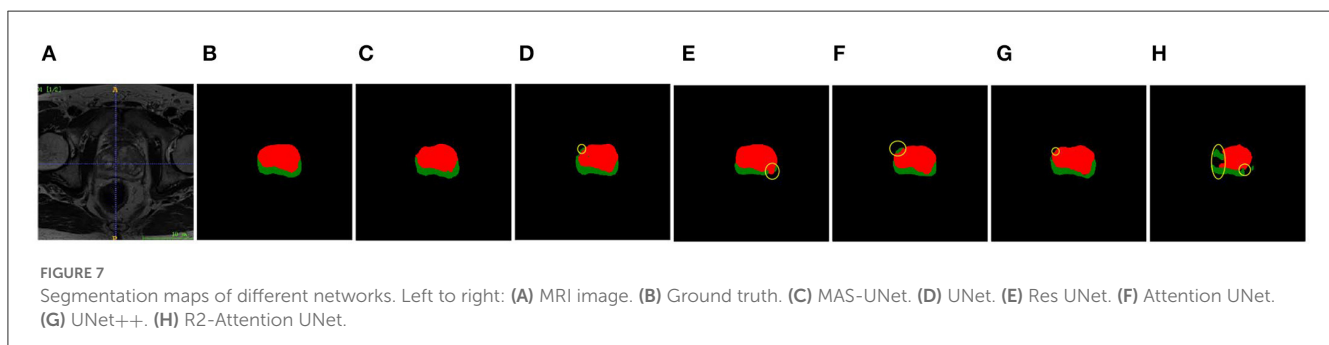 A B C D E F G H
A
FIGURE 7
Segmentation maps of different networks. Left to right: (A) MRI image. (B) Ground truth. (C) MAS-UNet. (D) UNet. (E) Res UNet. (F) Attention UNet.
(G) UNet++. (H) R2-Attention UNet.